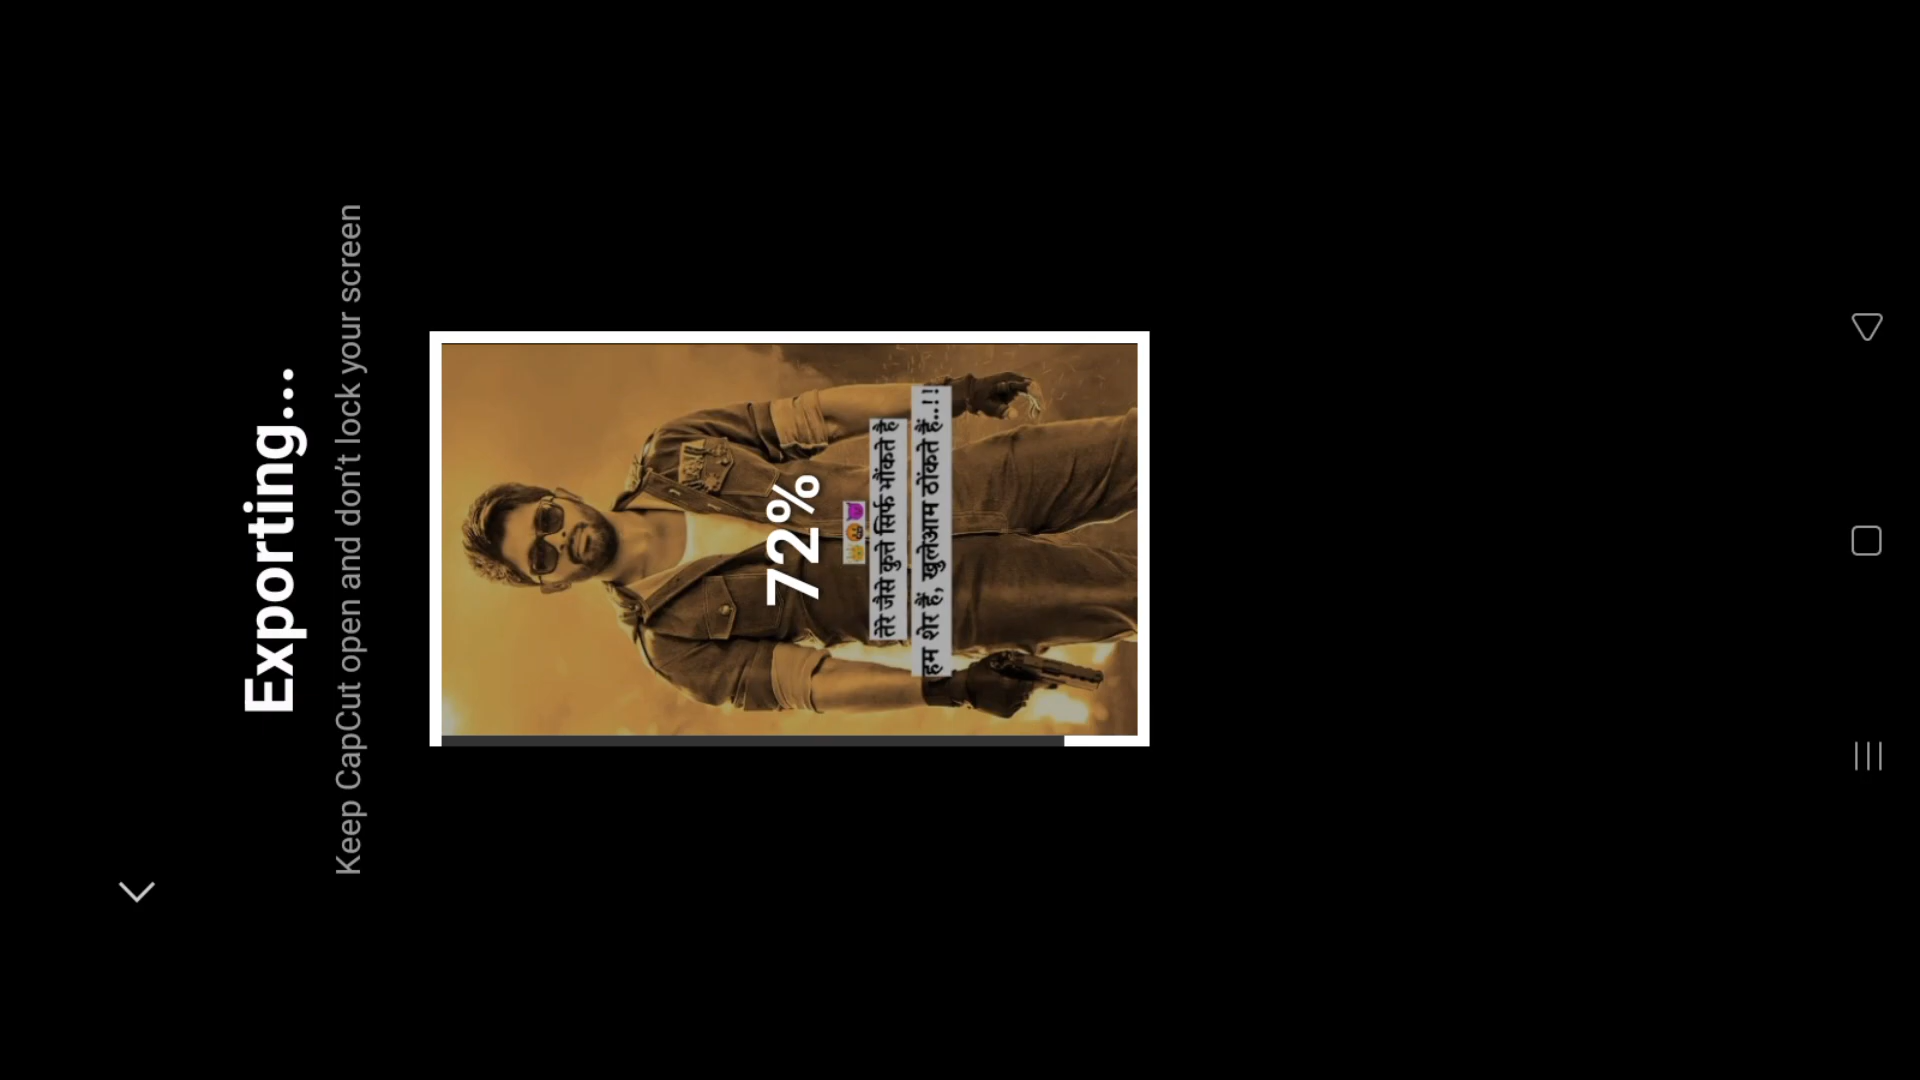 Exporting...
Keep CapCut open and don't lock your screen
72%
👑😡😈
तेरे जैसे कुत्ते सिर्फ भौंकते है
हम शेर हैं, खुलेआम ठोंकते हैं..!!